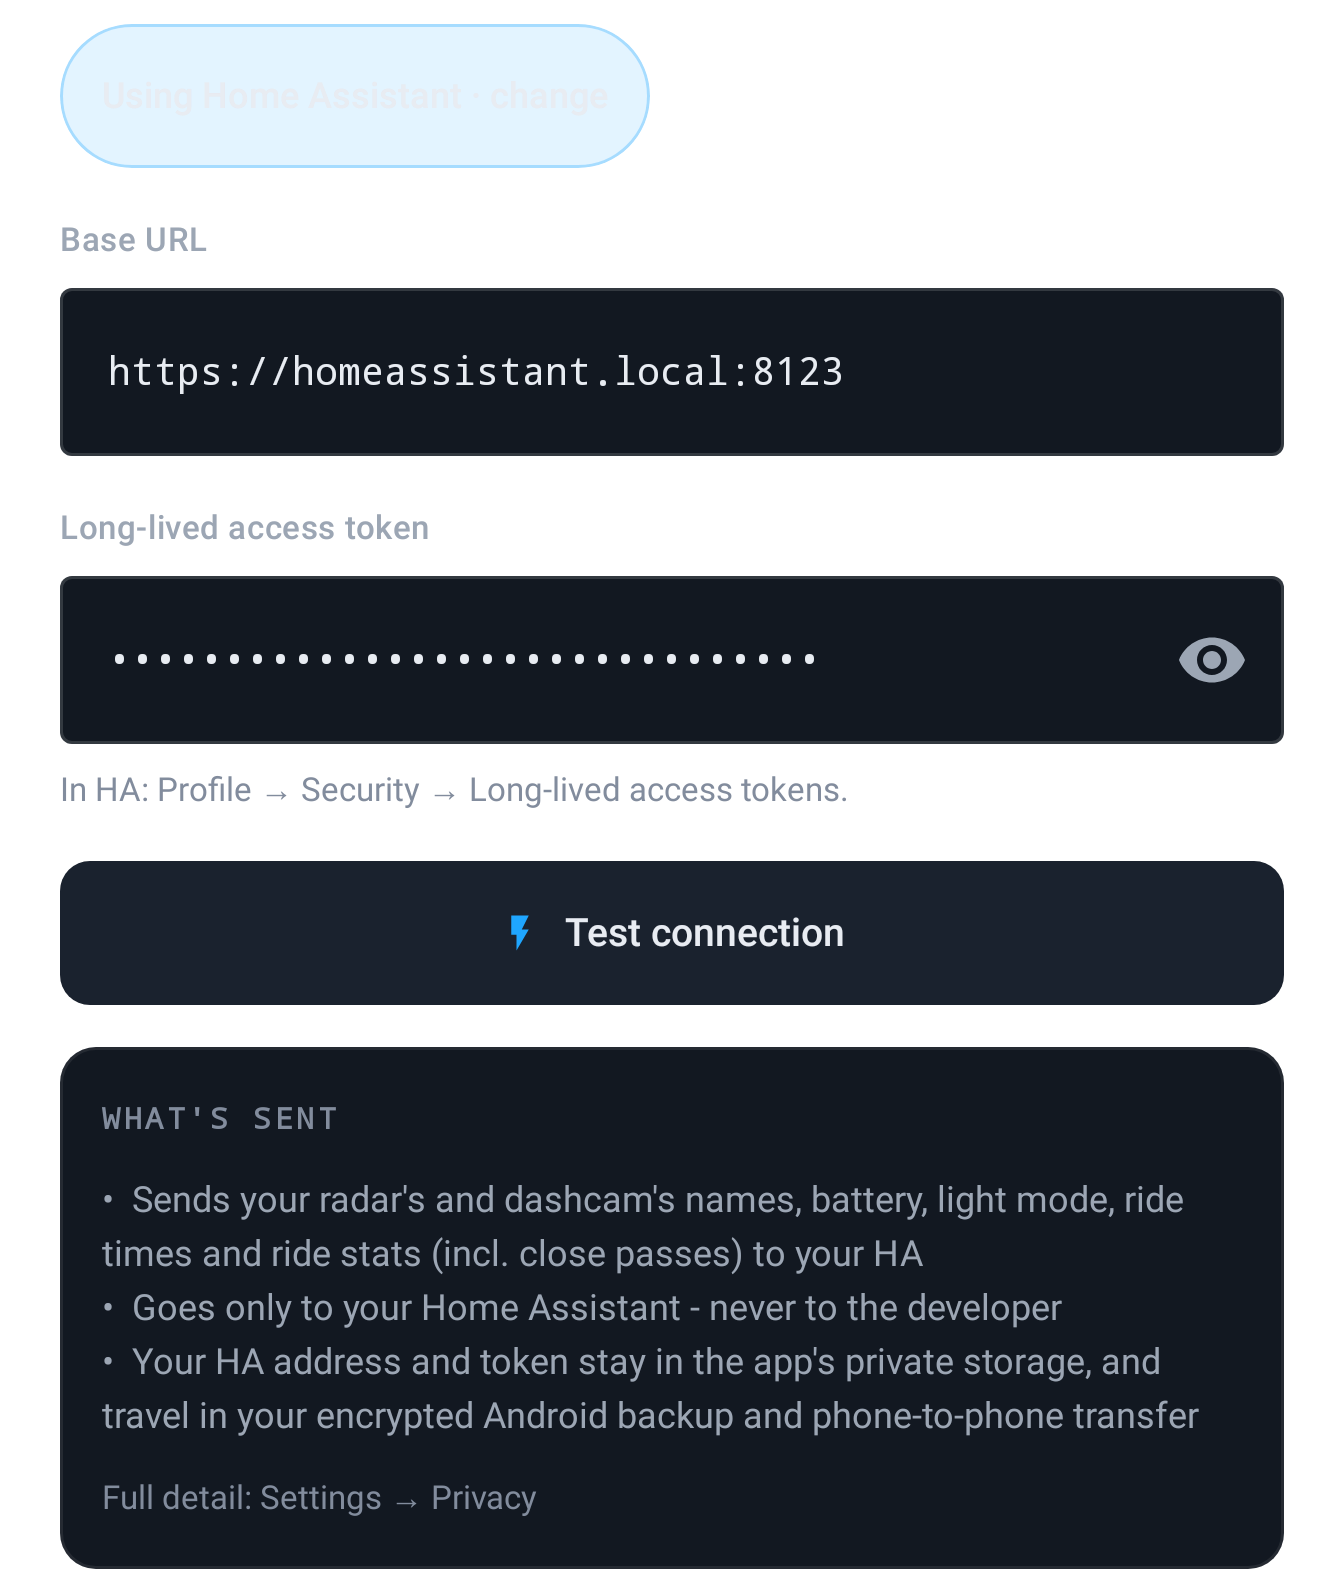 Using Home Assistant · change
Base URL
https://homeassistant.local:8123
Long-lived access token
•••••••••••••••••••••••••••••••
In HA: Profile → Security → Long-lived access tokens.
Test connection
WHAT'S SENT
• Sends your radar's and dashcam's names, battery, light mode, ride
times and ride stats (incl. close passes) to your HA
• Goes only to your Home Assistant - never to the developer
• Your HA address and token stay in the app's private storage, and
travel in your encrypted Android backup and phone-to-phone transfer
Full detail: Settings → Privacy